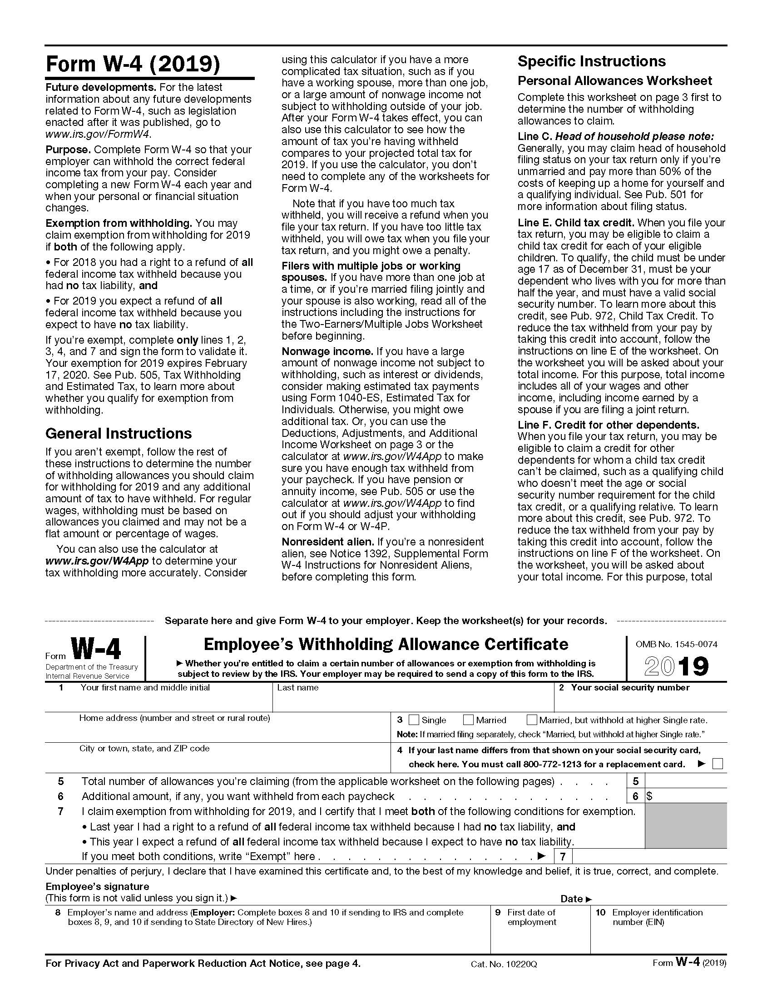 Form W-4 (2019)
Future developments. For the latest
information about any future developments
related to Form W-4, such as legislation
enacted after it was published, go to
www.irs.gov/FormW4.
Purpose. Complete Form W-4 so that your
employer can withhold the correct federal
income tax from your pay. Consider
completing a new Form W-4 each year and
when your personal or financial situation
changes.
Exemption from withholding. You may
claim exemption from withholding for 2019
if both of the following apply.
• For 2018 you had a right to a refund of all
federal income tax withheld because you
had no tax liability, and
• For 2019 you expect a refund of all
federal income tax withheld because you
expect to have no tax liability.
If you're exempt, complete only lines 1, 2,
3, 4, and 7 and sign the form to validate it.
Your exemption for 2019 expires February
17, 2020. See Pub. 505, Tax Withholding
and Estimated Tax, to learn more about
whether you qualify for exemption from
withholding.
General Instructions
If you aren't exempt, follow the rest of
these instructions to determine the number
of withholding allowances you should claim
for withholding for 2019 and any additional
amount of tax to have withheld. For regular
wages, withholding must be based on
allowances you claimed and may not be a
flat amount or percentage of wages.
You can also use the calculator at
www.irs.gov/W4App to determine your
tax withholding more accurately. Consider
using this calculator if you have a more
complicated tax situation, such as if you
have a working spouse, more than one job,
or a large amount of nonwage income not
subject to withholding outside of your job.
After your Form W-4 takes effect, you can
also use this calculator to see how the
amount of tax you're having withheld
compares to your projected total tax for
2019. If you use the calculator, you don't
need to complete any of the worksheets for
Form W-4.
Note that if you have too much tax
withheld, you will receive a refund when you
file your tax return. If you have too little tax
withheld, you will owe tax when you file your
tax return, and you might owe a penalty.
Filers with multiple jobs or working
spouses. If you have more than one job at
a time, or if you're married filing jointly and
your spouse is also working, read all of the
instructions including the instructions for
the Two-Earners/Multiple Jobs Worksheet
before beginning.
Nonwage income. If you have a large
amount of nonwage income not subject to
withholding, such as interest or dividends,
consider making estimated tax payments
using Form 1040-ES, Estimated Tax for
Individuals. Otherwise, you might owe
additional tax. Or, you can use the
Deductions, Adjustments, and Additional
Income Worksheet on page 3 or the
calculator at www.irs.gov/W4App to make
sure you have enough tax withheld from
your paycheck. If you have pension or
annuity income, see Pub. 505 or use the
calculator at www.irs.gov/W4App to find
out if you should adjust your withholding
on Form W-4 or W-4P.
Nonresident alien. If you're a nonresident
alien, see Notice 1392, Supplemental Form
W-4 Instructions for Nonresident Aliens,
before completing this form.
Specific Instructions
Personal Allowances Worksheet
Complete this worksheet on page 3 first to
determine the number of withholding
allowances to claim.
Line C. Head of household please note:
Generally, you may claim head of household
filing status on your tax return only if you're
unmarried and pay more than 50% of the
costs of keeping up a home for yourself and
a qualifying individual. See Pub. 501 for
more information about filing status.
Line E. Child tax credit. When you file your
tax return, you may be eligible to claim a
child tax credit for each of your eligible
children. To qualify, the child must be under
age 17 as of December 31, must be your
dependent who lives with you for more than
half the year, and must have a valid social
security number. To learn more about this
credit, see Pub. 972, Child Tax Credit. To
reduce the tax withheld from your pay by
taking this credit into account, follow the
instructions on line E of the worksheet. On
the worksheet you will be asked about your
total income. For this purpose, total income
includes all of your wages and other
income, including income earned by a
spouse if you are filing a joint return.
Line F. Credit for other dependents.
When you file your tax return, you may be
eligible to claim a credit for other
dependents for whom a child tax credit
can't be claimed, such as a qualifying child
who doesn't meet the age or social
security number requirement for the child
tax credit, or a qualifying relative. To learn
more about this credit, see Pub. 972. To
reduce the tax withheld from your pay by
taking this credit into account, follow the
instructions on line F of the worksheet. On
the worksheet, you will be asked about
your total income. For this purpose, total
Separate here and give Form W-4 to your employer. Keep the worksheet(s) for your records.
Form W-4
Department of the Treasury
Internal Revenue Service
Employee's Withholding Allowance Certificate
▶ Whether you're entitled to claim a certain number of allowances or exemption from withholding is
subject to review by the IRS. Your employer may be required to send a copy of this form to the IRS.
OMB No. 1545-0074
2019
1 Your first name and middle initial
Last name
2 Your social security number
Home address (number and street or rural route)
3 Single Married Married, but withhold at higher Single rate.
Note: If married filing separately, check "Married, but withhold at higher Single rate."
City or town, state, and ZIP code
4 If your last name differs from that shown on your social security card,
check here. You must call 800-772-1213 for a replacement card. ▶
5 Total number of allowances you're claiming (from the applicable worksheet on the following pages) . . . . 5
6 Additional amount, if any, you want withheld from each paycheck . . . . . . . . . . . . . . 6 $
7 I claim exemption from withholding for 2019, and I certify that I meet both of the following conditions for exemption.
• Last year I had a right to a refund of all federal income tax withheld because I had no tax liability, and
• This year I expect a refund of all federal income tax withheld because I expect to have no tax liability.
If you meet both conditions, write "Exempt" here . . . . . . . . . . . . . . . ▶ 7
Under penalties of perjury, I declare that I have examined this certificate and, to the best of my knowledge and belief, it is true, correct, and complete.
Employee's signature
(This form is not valid unless you sign it.) ▶ Date ▶
8 Employer's name and address (Employer: Complete boxes 8 and 10 if sending to IRS and complete
boxes 8, 9, and 10 if sending to State Directory of New Hires.)
9 First date of
employment
10 Employer identification
number (EIN)
For Privacy Act and Paperwork Reduction Act Notice, see page 4. Cat. No. 10220Q Form W-4 (2019)